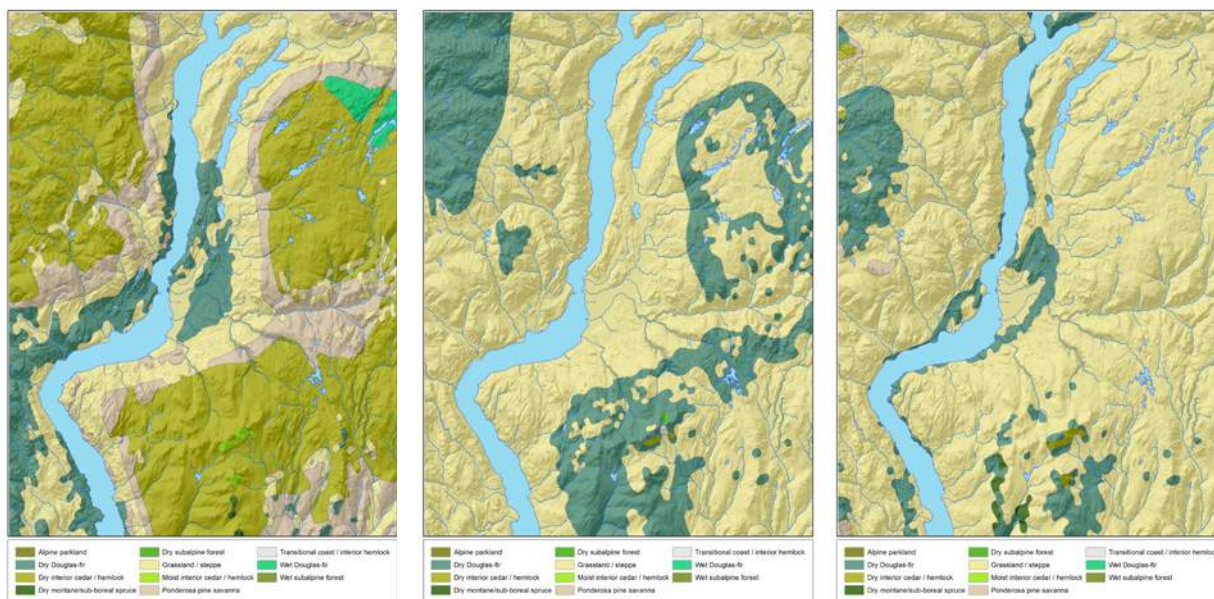 Alpine parkland
Dry subalpine forest
Transitional coast / interior hemlock
Dry Douglas-fir
Grassland / steppe
Wet Douglas-fir
Dry interior cedar / hemlock
Moist interior cedar / hemlock
Wet subalpine forest
Dry montane/sub-boreal spruce
Ponderosa pine savanna
Alpine parkland
Dry subalpine forest
Transitional coast / interior hemlock
Dry Douglas-fir
Grassland / steppe
Wet Douglas-fir
Dry interior cedar / hemlock
Moist interior cedar / hemlock
Wet subalpine forest
Dry montane/sub-boreal spruce
Ponderosa pine savanna
Alpine parkland
Dry subalpine forest
Transitional coast / interior hemlock
Dry Douglas-fir
Grassland / steppe
Wet Douglas-fir
Dry interior cedar / hemlock
Moist interior cedar / hemlock
Wet subalpine forest
Dry montane/sub-boreal spruce
Ponderosa pine savanna